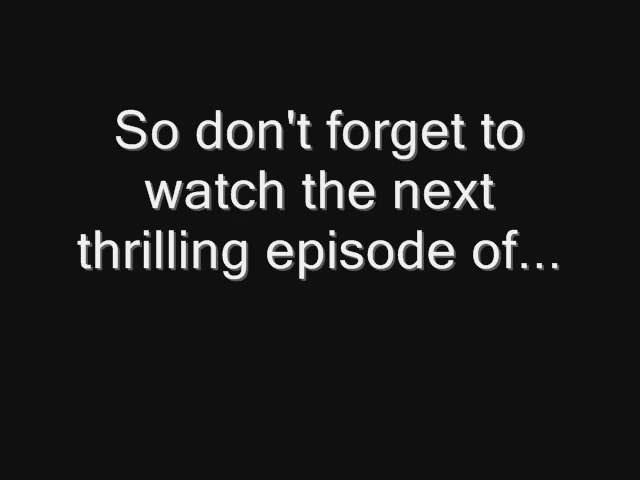 So don't forget to
watch the next
thrilling episode of...